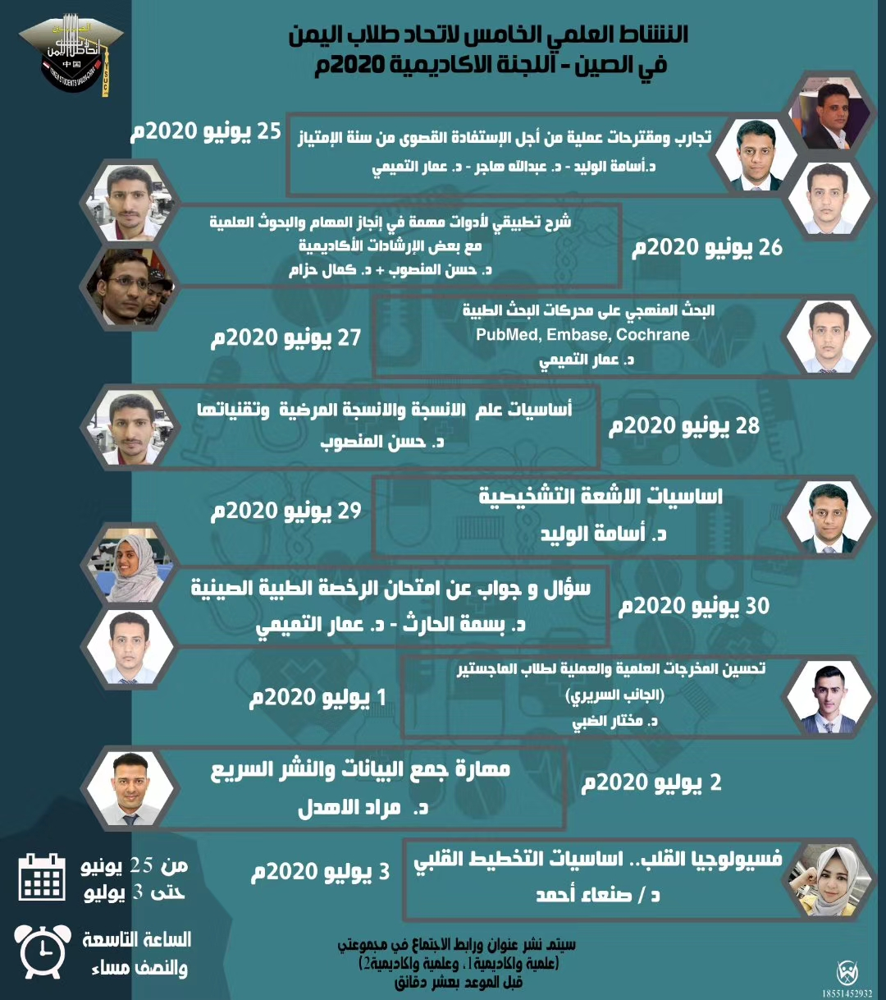 النشاط العلمي الخامس لاتحاد طلاب اليمن
في الصين - اللجنة الاكاديمية 2020م
اتحاد طلاب اليمن
中国
YEMEN STUDENTS UNION CHINA
YSUC
25 يونيو 2020م
تجارب ومقترحات عملية من أجل الإستفادة القصوى من سنة الإمتياز
د.أسامة الوليد - د. عبدالله هاجر - د. عمار التميمي
شرح تطبيقي لأدوات مهمة في إنجاز المهام والبحوث العلمية
مع بعض الإرشادات الأكاديمية
د. حسن المنصوب + د. كمال حزام
26 يونيو 2020م
البحث المنهجي على محركات البحث الطبية
PubMed, Embase, Cochrane
د. عمار التميمي
27 يونيو 2020م
أساسيات علم الانسجة والانسجة المرضية وتقنياتها
د. حسن المنصوب
28 يونيو 2020م
اساسيات الاشعة التشخيصية
د. أسامة الوليد
29 يونيو 2020م
سؤال و جواب عن امتحان الرخصة الطبية الصينية
د. بسمة الحارث - د. عمار التميمي
30 يونيو 2020م
تحسين المخرجات العلمية والعملية لطلاب الماجستير
(الجانب السريري)
د. مختار الضبي
1 يوليو 2020م
مهارة جمع البيانات والنشر السريع
د. مراد الاهدل
2 يوليو 2020م
فسيولوجيا القلب.. اساسيات التخطيط القلبي
د / صنعاء أحمد
3 يوليو 2020م
من 25 يونيو
حتى 3 يوليو
الساعة التاسعة
والنصف مساء
سيتم نشر عنوان ورابط الاجتماع في مجموعتي
(علمية واكاديمية1، وعلمية واكاديمية2)
قبل الموعد بعشر دقائق
18551452932